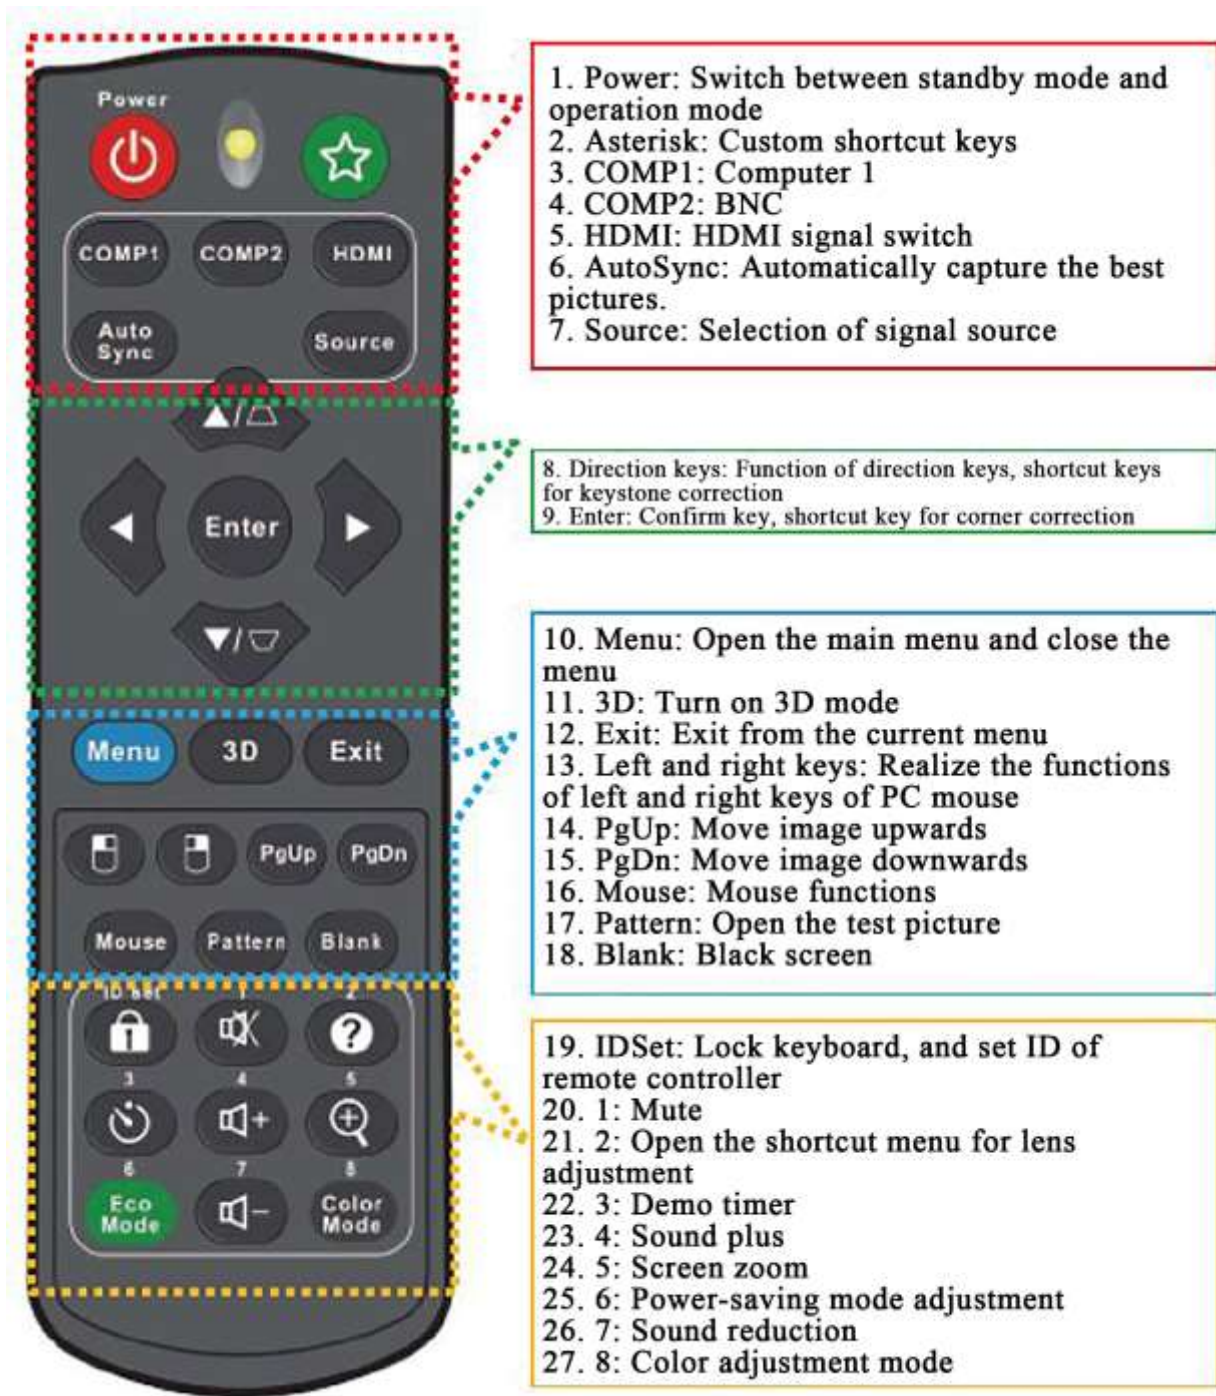 Power
COMP1 COMP2 HDMI
Auto Sync Source
Enter
Menu 3D Exit
PgUp PgDn
Mouse Pattern Blank
ID Set 1 2
1 ?
3 4 5
6 7 8
Eco Mode Color Mode
1. Power: Switch between standby mode and
operation mode
2. Asterisk: Custom shortcut keys
3. COMP1: Computer 1
4. COMP2: BNC
5. HDMI: HDMI signal switch
6. AutoSync: Automatically capture the best
pictures.
7. Source: Selection of signal source
8. Direction keys: Function of direction keys, shortcut keys
for keystone correction
9. Enter: Confirm key, shortcut key for corner correction
10. Menu: Open the main menu and close the
menu
11. 3D: Turn on 3D mode
12. Exit: Exit from the current menu
13. Left and right keys: Realize the functions
of left and right keys of PC mouse
14. PgUp: Move image upwards
15. PgDn: Move image downwards
16. Mouse: Mouse functions
17. Pattern: Open the test picture
18. Blank: Black screen
19. IDSet: Lock keyboard, and set ID of
remote controller
20. 1: Mute
21. 2: Open the shortcut menu for lens
adjustment
22. 3: Demo timer
23. 4: Sound plus
24. 5: Screen zoom
25. 6: Power-saving mode adjustment
26. 7: Sound reduction
27. 8: Color adjustment mode